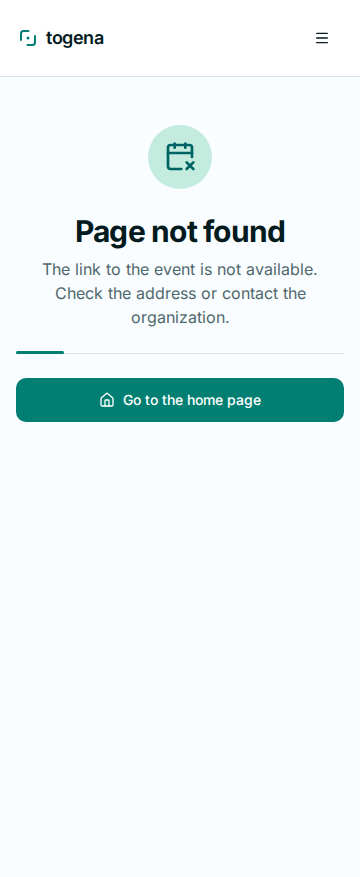 togena
Page not found
The link to the event is not available.
Check the address or contact the
organization.
Go to the home page